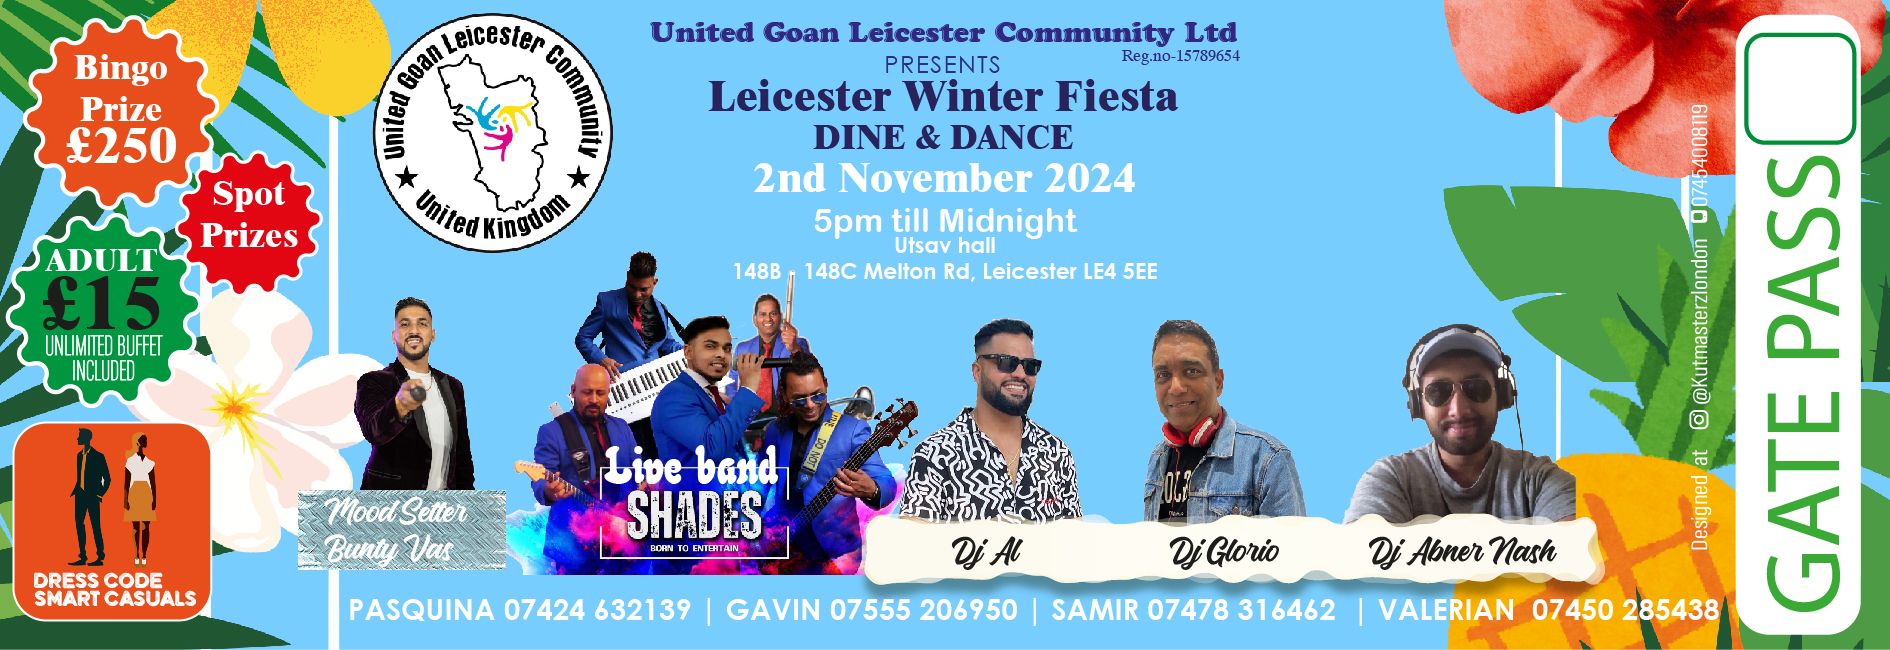 Bingo
Prize
£250
Spot
Prizes
ADULT
£15
UNLIMITED BUFFET
INCLUDED
DRESS CODE
SMART CASUALS
United Goan Leicester Community
★ United Kingdom ★
United Goan Leicester Community Ltd
Reg.no-15789654
PRESENTS
Leicester Winter Fiesta
DINE & DANCE
2nd November 2024
5pm till Midnight
Utsav hall
148B - 148C Melton Rd, Leicester LE4 5EE
Mood Setter
Bunty Vas
Live band
SHADES
BORN TO ENTERTAIN
DO NOT
Dj Al
Dj Glorio
Dj Abner Nash
PASQUINA 07424 632139 | GAVIN 07555 206950 | SAMIR 07478 316462 | VALERIAN 07450 285438
Designed at @Kutmasterzlondon 07454008119
GATE PASS